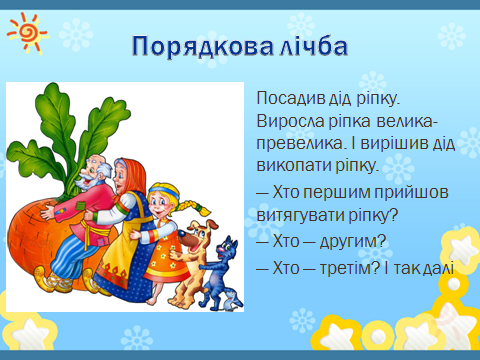 Порядкова лічба
Посадив дід ріпку.
Виросла ріпка велика-
превелика. І вирішив дід
викопати ріпку.
— Хто першим прийшов
витягувати ріпку?
— Хто — другим?
— Хто — третім? І так далі